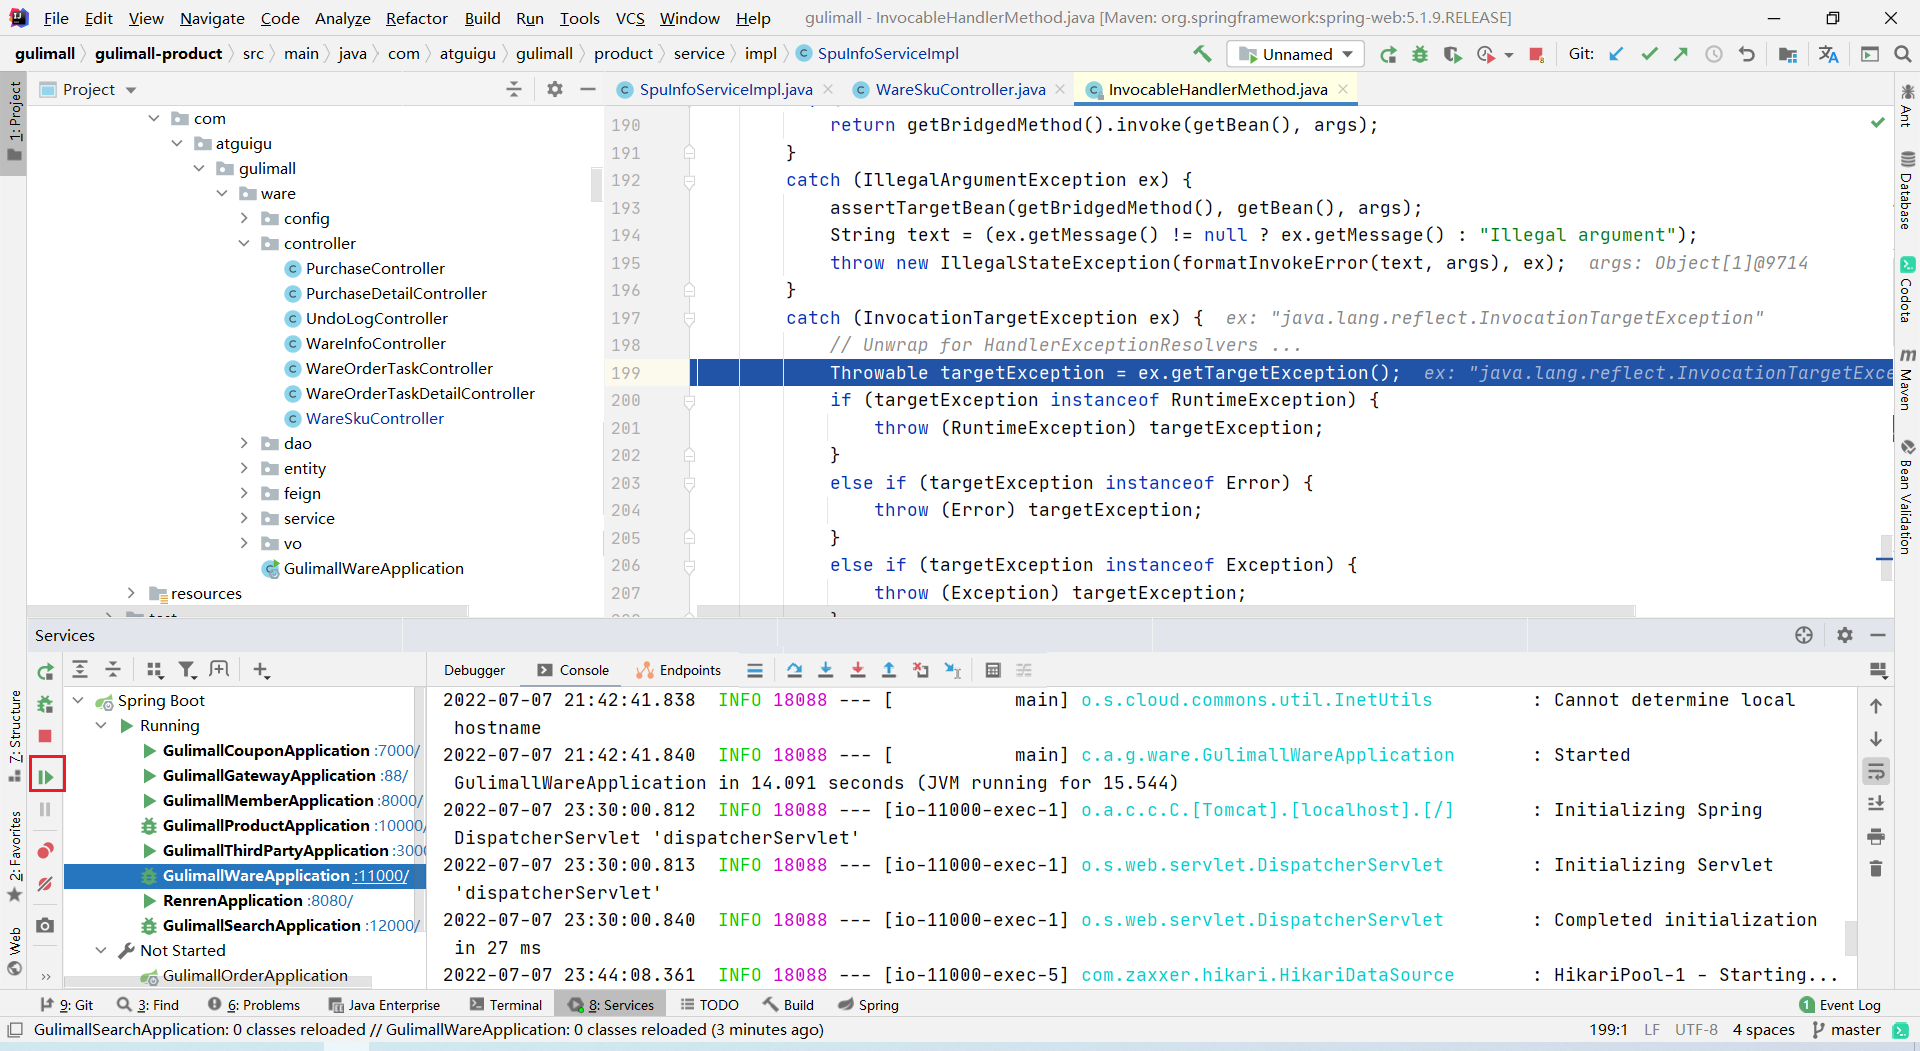 File Edit View Navigate Code Analyze Refactor Build Run Tools VCS Window Help gulimall - InvocableHandlerMethod.java [Maven: org.springframework:spring-web:5.1.9.RELEASE]
gulimall gulimall-product src main java com atguigu gulimall product service impl SpuInfoServiceImpl Unnamed Git:
Project
SpuInfoServiceImpl.java WareSkuController.java InvocableHandlerMethod.java
1: Project
com
atguigu
gulimall
ware
config
controller
PurchaseController
PurchaseDetailController
UndoLogController
WareInfoController
WareOrderTaskController
WareOrderTaskDetailController
WareSkuController
dao
entity
feign
service
vo
GulimallWareApplication
resources
190 return getBridgedMethod().invoke(getBean(), args);
191 }
192 catch (IllegalArgumentException ex) {
193 assertTargetBean(getBridgedMethod(), getBean(), args);
194 String text = (ex.getMessage() != null ? ex.getMessage() : "Illegal argument");
195 throw new IllegalStateException(formatInvokeError(text, args), ex); args: Object[1]@9714
196 }
197 catch (InvocationTargetException ex) { ex: "java.lang.reflect.InvocationTargetException"
198 // Unwrap for HandlerExceptionResolvers ...
199 Throwable targetException = ex.getTargetException(); ex: "java.lang.reflect.InvocationTargetExce
200 if (targetException instanceof RuntimeException) {
201 throw (RuntimeException) targetException;
202 }
203 else if (targetException instanceof Error) {
204 throw (Error) targetException;
205 }
206 else if (targetException instanceof Exception) {
207 throw (Exception) targetException;
Ant
Database
Codota
Maven
Bean Validation
Services
Debugger Console Endpoints
7: Structure
2: Favorites
Web
Spring Boot
Running
GulimallCouponApplication :7000/
GulimallGatewayApplication :88/
GulimallMemberApplication :8000/
GulimallProductApplication :10000/
GulimallThirdPartyApplication :3000
GulimallWareApplication :11000/
RenrenApplication :8080/
GulimallSearchApplication :12000/
Not Started
GulimallOrderApplication
2022-07-07 21:42:41.838 INFO 18088 --- [ main] o.s.cloud.commons.util.InetUtils : Cannot determine local
hostname
2022-07-07 21:42:41.840 INFO 18088 --- [ main] c.a.g.ware.GulimallWareApplication : Started
GulimallWareApplication in 14.091 seconds (JVM running for 15.544)
2022-07-07 23:30:00.812 INFO 18088 --- [io-11000-exec-1] o.a.c.c.C.[Tomcat].[localhost].[/] : Initializing Spring
DispatcherServlet 'dispatcherServlet'
2022-07-07 23:30:00.813 INFO 18088 --- [io-11000-exec-1] o.s.web.servlet.DispatcherServlet : Initializing Servlet
'dispatcherServlet'
2022-07-07 23:30:00.840 INFO 18088 --- [io-11000-exec-1] o.s.web.servlet.DispatcherServlet : Completed initialization
in 27 ms
2022-07-07 23:44:08.361 INFO 18088 --- [io-11000-exec-5] com.zaxxer.hikari.HikariDataSource : HikariPool-1 - Starting...
9: Git 3: Find 6: Problems Java Enterprise Terminal 8: Services TODO Build Spring 1 Event Log
GulimallSearchApplication: 0 classes reloaded // GulimallWareApplication: 0 classes reloaded (3 minutes ago) 199:1 LF UTF-8 4 spaces master